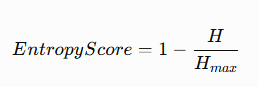 EntropyScore = 1 − H / H_max